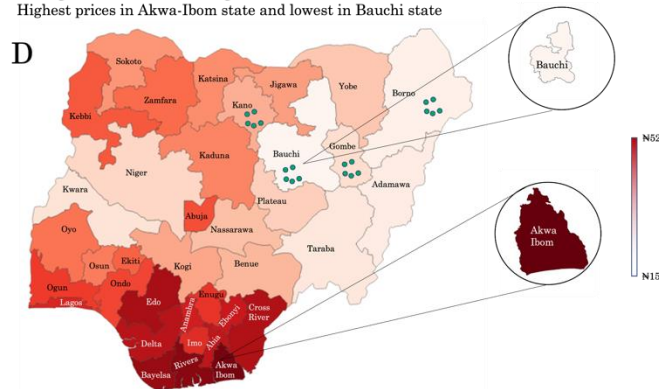 Highest prices in Akwa-Ibom state and lowest in Bauchi state
D
Sokoto
Katsina
Jigawa
Yobe
Borno
Bauchi
Zamfara
Kano
Kebbi
₦52
Kaduna
Bauchi
Gombe
Niger
Adamawa
Kwara
Plateau
Abuja
Oyo
Nassarawa
Taraba
Akwa
Ibom
Osun
Ekiti
Kogi
Benue
Ogun
Ondo
Edo
Enugu
Lagos
Anambra
Ebonyi
Cross
River
₦15
Delta
Imo
Abia
Rivers
Bayelsa
Akwa
Ibom